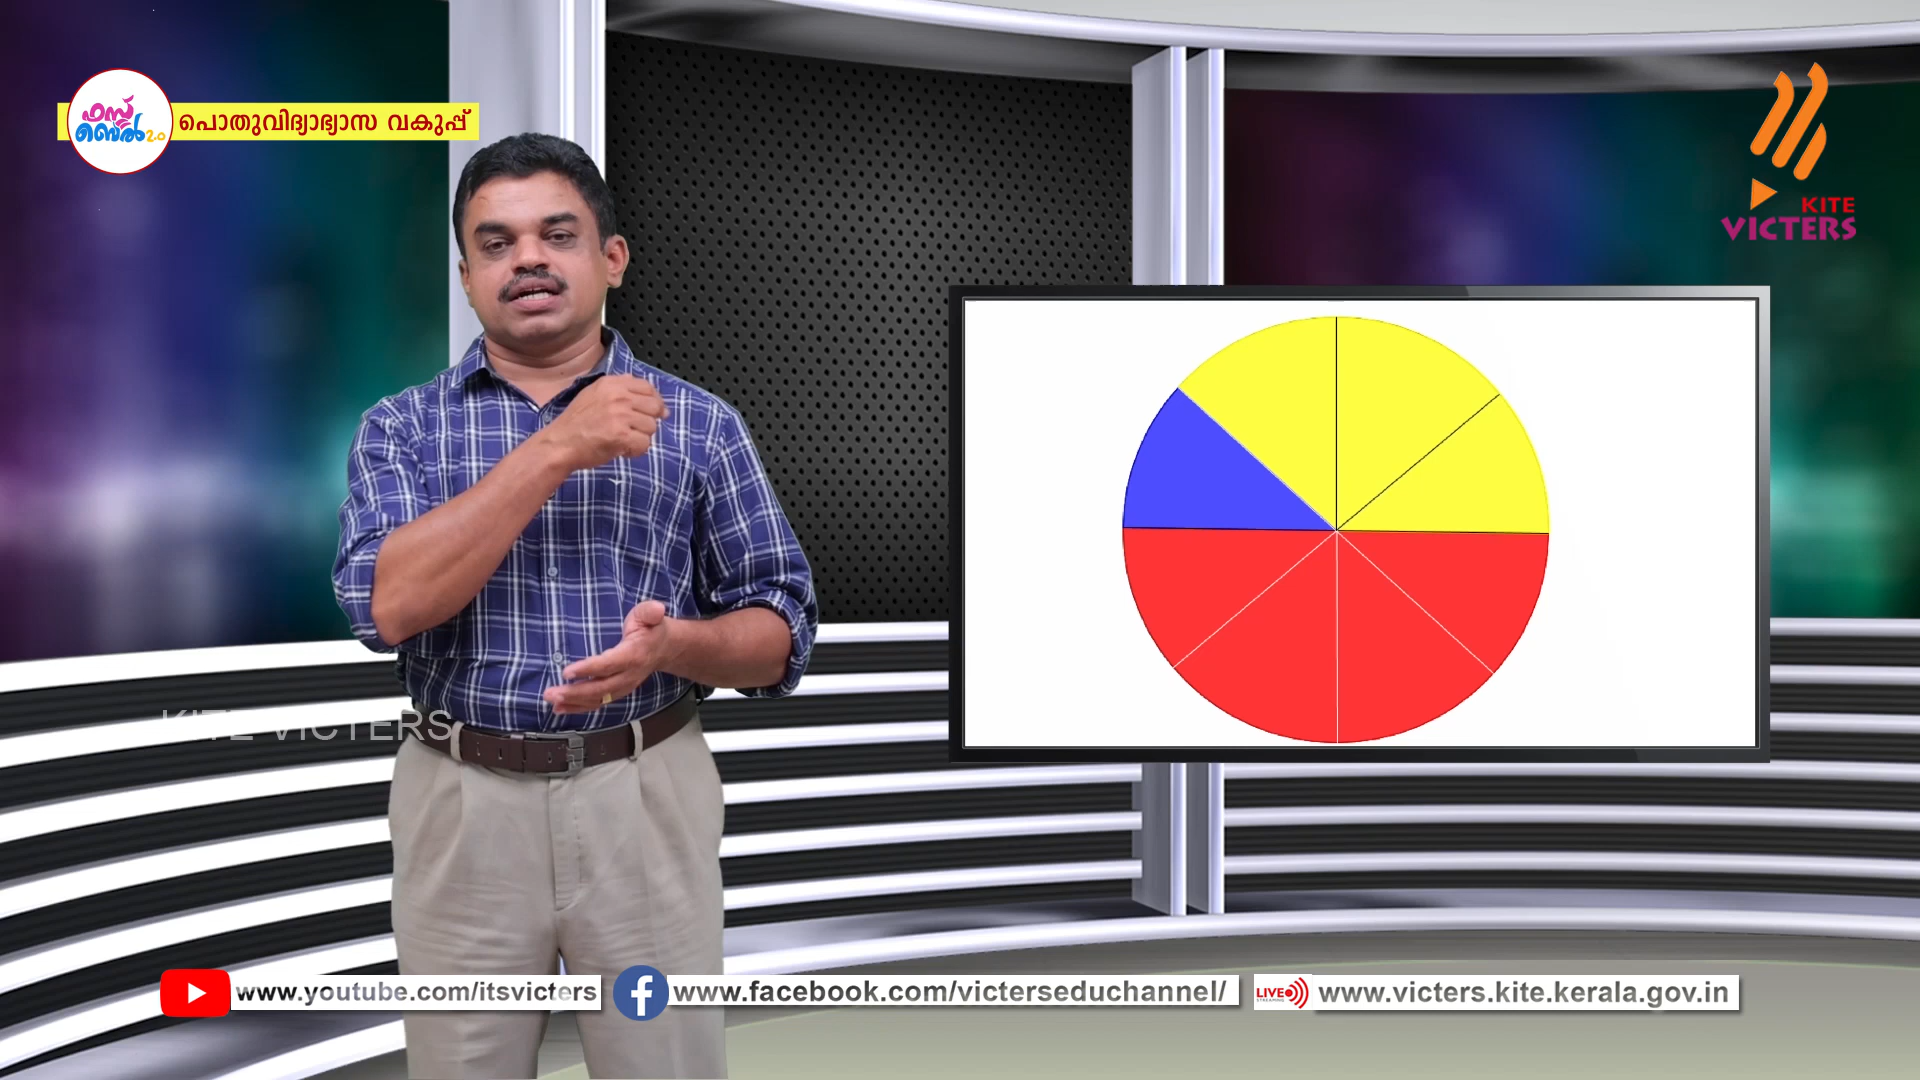 ഫസ്റ്റ്
ബെൽ 2.0
പൊതുവിദ്യാഭ്യാസ വകുപ്പ്
KITE
VICTERS
KITE VICTERS
www.youtube.com/itsvicters
www.facebook.com/victerseduchannel/
LIVE
STREAMING
www.victers.kite.kerala.gov.in